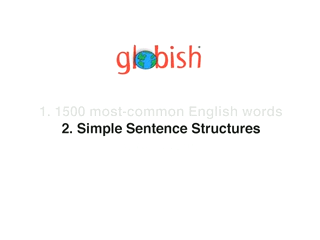 globish
1. 1500 most-common English words
2. Simple Sentence Structures